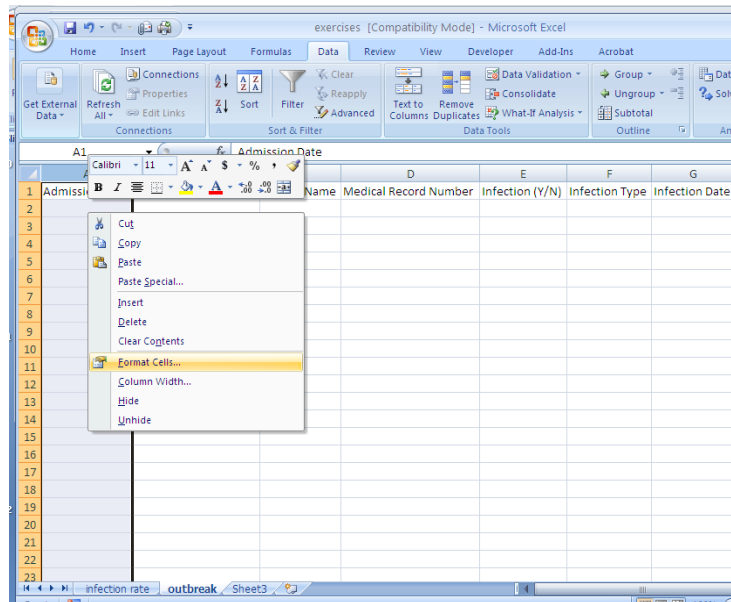 exercises [Compatibility Mode] - Microsoft Excel
Home Insert Page Layout Formulas Data Review View Developer Add-Ins Acrobat
Get External Data
Refresh All
Connections
Properties
Edit Links
Connections
Sort
Filter
Clear
Reapply
Advanced
Sort & Filter
Text to Columns
Remove Duplicates
Data Validation
Consolidate
What-If Analysis
Data Tools
Group
Ungroup
Subtotal
Outline
A1 fx Admission Date
Calibri 11 A A $ % ,
B I A .00
D E F G
1 Name Medical Record Number Infection (Y/N) Infection Type Infection Date
2
3
4
5
6
7
8
9
10
11
12
13
14
15
16
17
18
19
20
21
22
23
Cut
Copy
Paste
Paste Special...
Insert
Delete
Clear Contents
Format Cells...
Column Width...
Hide
Unhide
infection rate outbreak Sheet3